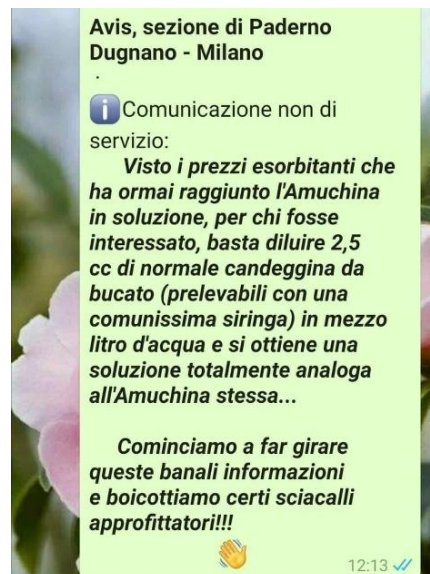 Avis, sezione di Paderno
Dugnano - Milano
.
ℹ️Comunicazione non di
servizio:
Visto i prezzi esorbitanti che
ha ormai raggiunto l'Amuchina
in soluzione, per chi fosse
interessato, basta diluire 2,5
cc di normale candeggina da
bucato (prelevabili con una
comunissima siringa) in mezzo
litro d'acqua e si ottiene una
soluzione totalmente analoga
all'Amuchina stessa...
Cominciamo a far girare
queste banali informazioni
e boicottiamo certi sciacalli
approfittatori!!!
👋
12:13